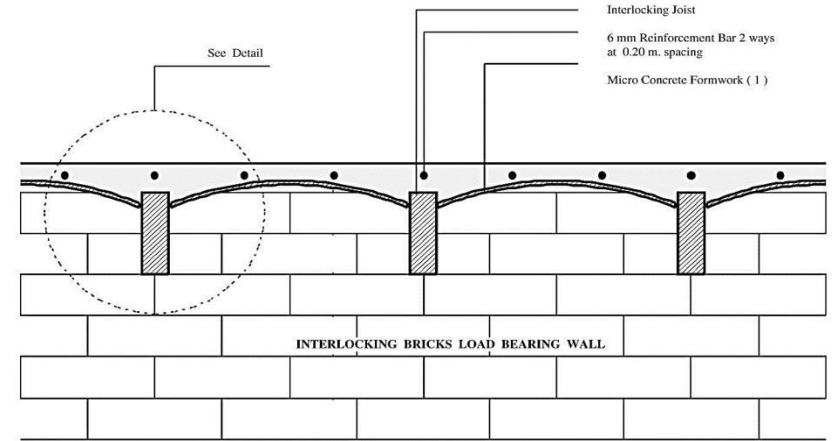 Interlocking Joist
6 mm Reinforcement Bar 2 ways
at 0.20 m. spacing
See Detail
Micro Concrete Formwork ( 1 )
INTERLOCKING BRICKS LOAD BEARING WALL